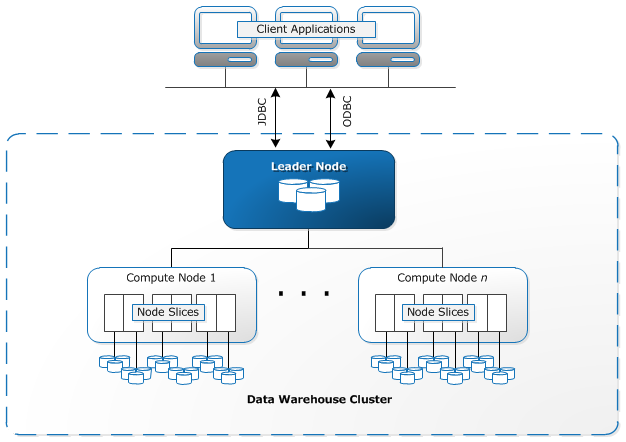 Client Applications
JDBC
ODBC
Leader Node
Compute Node 1
Compute Node n
Node Slices
. . .
Node Slices
Data Warehouse Cluster